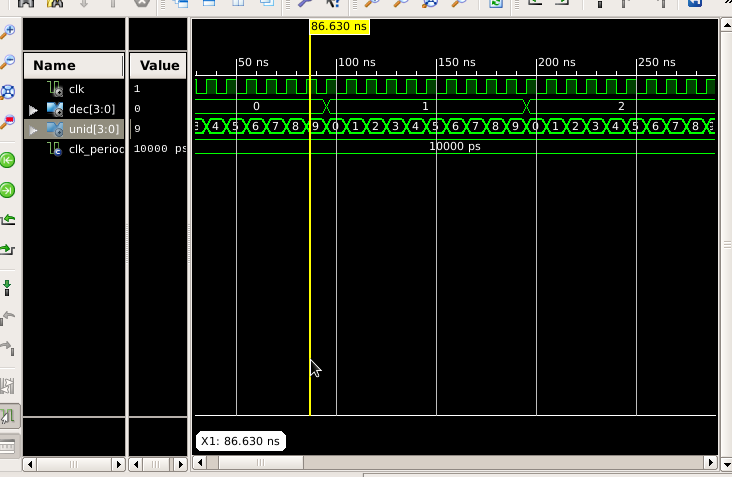 86.630 ns
Name
Value
50 ns
100 ns
150 ns
200 ns
250 ns
clk
1
dec[3:0]
0
0
1
2
unid[3:0]
9
4 5 6 7 8 9 0 1 2 3 4 5 6 7 8 9 0 1 2 3 4 5 6 7 8
clk_period
10000 ps
10000 ps
X1: 86.630 ns